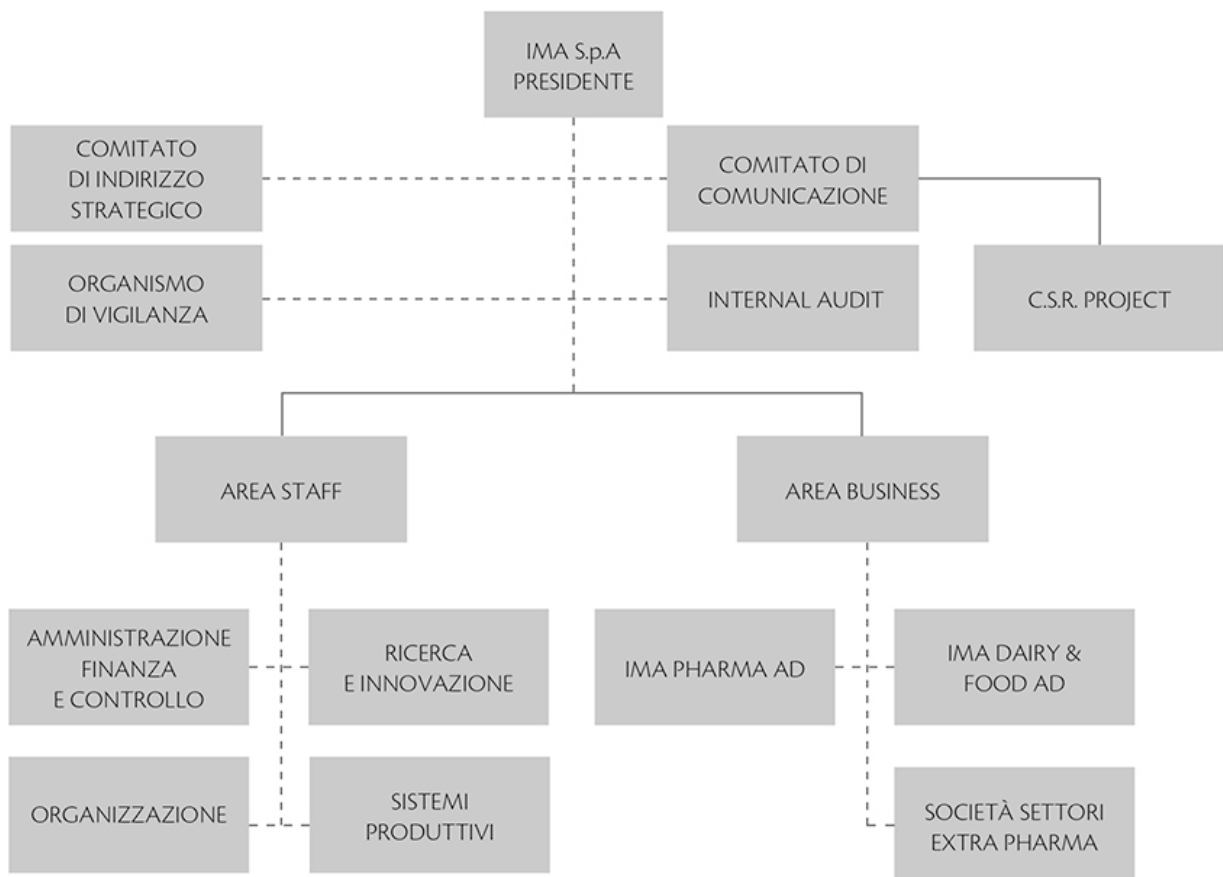 IMA S.p.A
PRESIDENTE
COMITATO
DI INDIRIZZO
STRATEGICO
COMITATO DI
COMUNICAZIONE
ORGANISMO
DI VIGILANZA
INTERNAL AUDIT
C.S.R. PROJECT
AREA STAFF
AREA BUSINESS
AMMINISTRAZIONE
FINANZA
E CONTROLLO
RICERCA
E INNOVAZIONE
IMA PHARMA AD
IMA DAIRY &
FOOD AD
ORGANIZZAZIONE
SISTEMI
PRODUTTIVI
SOCIETÀ SETTORI
EXTRA PHARMA